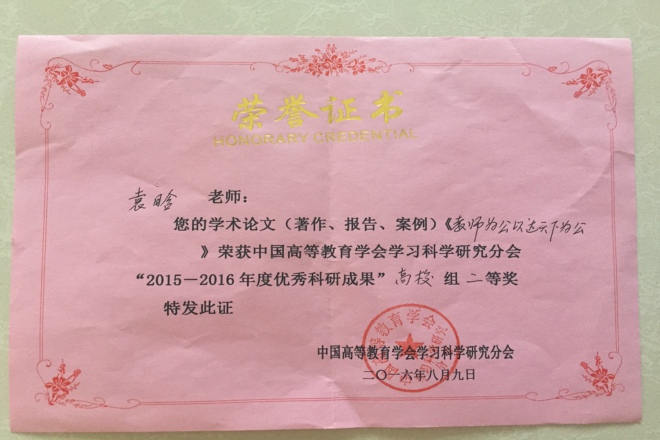 荣誉证书
HONORARY CREDENTIAL
袁晗 老师：
您的学术论文（著作、报告、案例）《教师为公以达天下为公
》荣获中国高等教育学会学习科学研究分会
“2015－2016年度优秀科研成果”高校 组 二等奖
特发此证
中国高等教育学会学习科学研究分会
二〇一六年八月九日